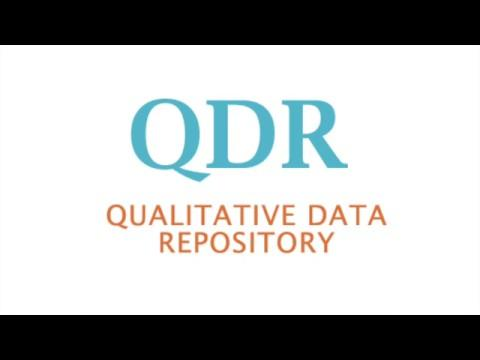 QDR
QUALITATIVE DATA
REPOSITORY